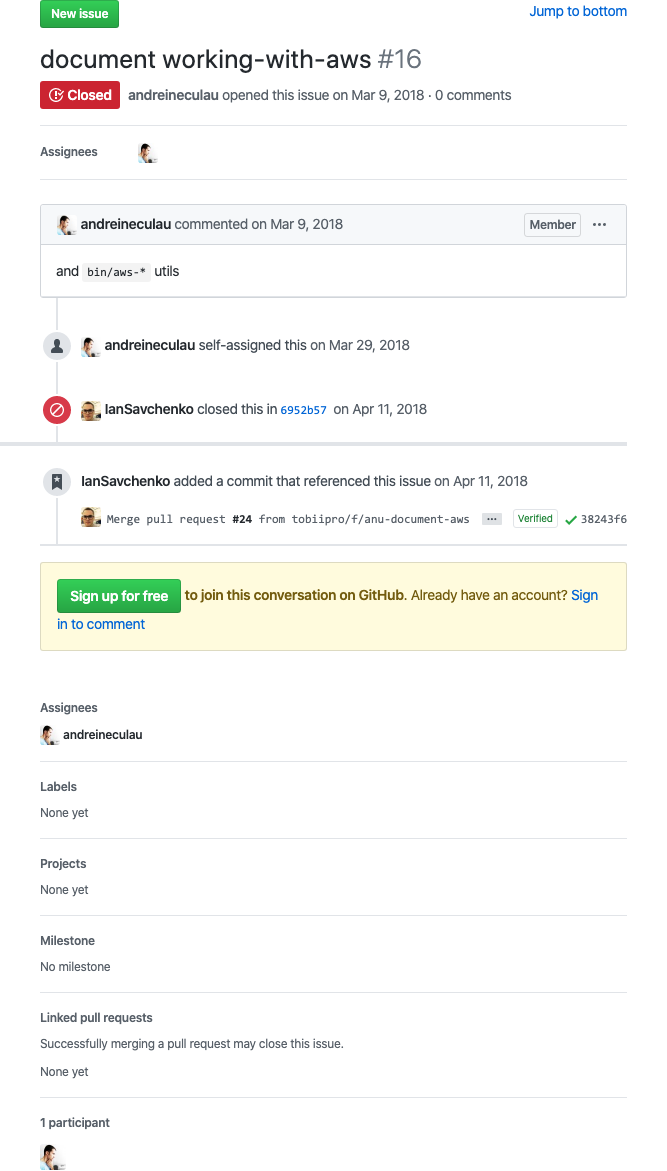 New issue
Jump to bottom
document working-with-aws #16
Closed andreineculau opened this issue on Mar 9, 2018 · 0 comments
Assignees
andreineculau commented on Mar 9, 2018
Member
and bin/aws-* utils
andreineculau self-assigned this on Mar 29, 2018
IanSavchenko closed this in 6952b57 on Apr 11, 2018
IanSavchenko added a commit that referenced this issue on Apr 11, 2018
Merge pull request #24 from tobiipro/f/anu-document-aws ... Verified 38243f6
Sign up for free to join this conversation on GitHub. Already have an account? Sign
in to comment
Assignees
andreineculau
Labels
None yet
Projects
None yet
Milestone
No milestone
Linked pull requests
Successfully merging a pull request may close this issue.
None yet
1 participant